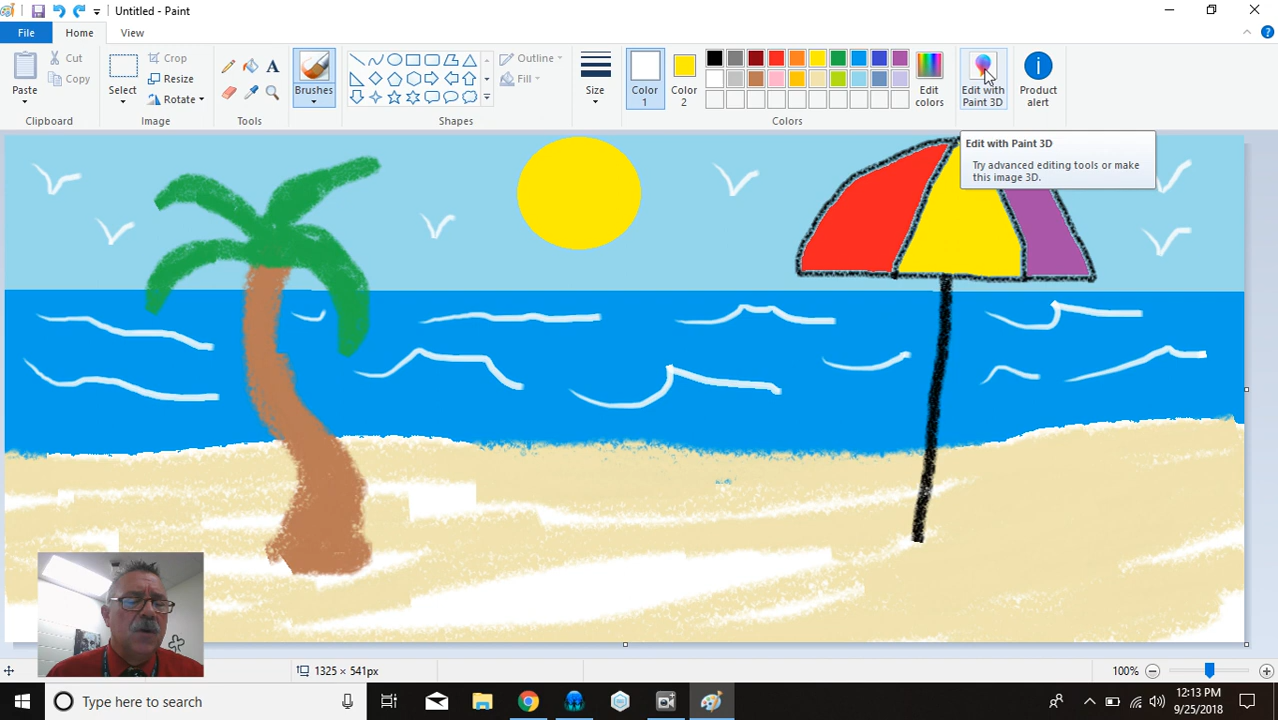 Untitled - Paint
File Home View
Paste
Cut
Copy
Clipboard
Select
Crop
Resize
Rotate
Image
A
Tools
Brushes
Shapes
Outline
Fill
Size
Color 1
Color 2
Colors
Edit colors
Edit with Paint 3D
Product alert
Edit with Paint 3D
Try advanced editing tools or make
this image 3D.
1325 × 541px
100%
Type here to search
12:13 PM
9/25/2018